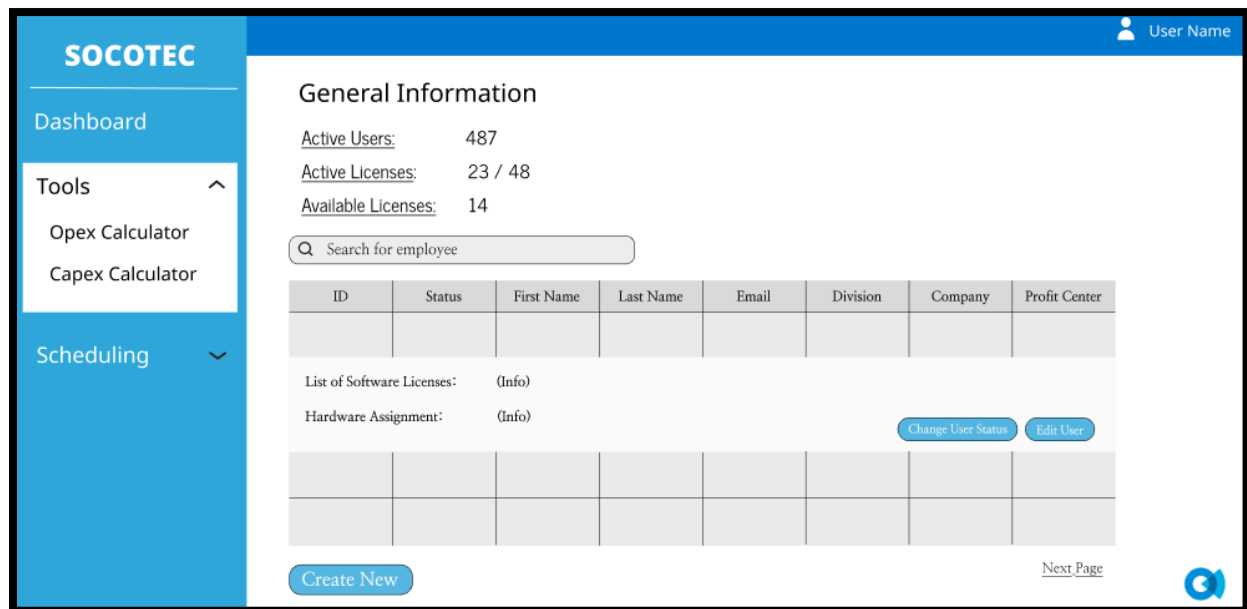 SOCOTEC
User Name
Dashboard
Tools
Opex Calculator
Capex Calculator
Scheduling
General Information
Active Users: 487
Active Licenses: 23 / 48
Available Licenses: 14
Search for employee
ID Status First Name Last Name Email Division Company Profit Center
List of Software Licenses: (Info)
Hardware Assignment: (Info)
Change User Status Edit User
Create New
Next Page